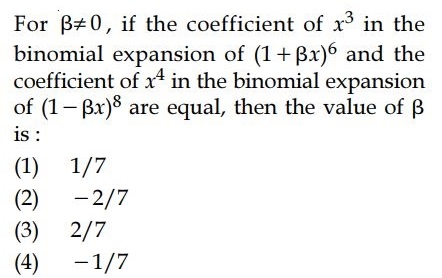 For β≠0, if the coefficient of x³ in the
binomial expansion of (1+βx)⁶ and the
coefficient of x⁴ in the binomial expansion
of (1−βx)⁸ are equal, then the value of β
is :
(1) 1/7
(2) −2/7
(3) 2/7
(4) −1/7